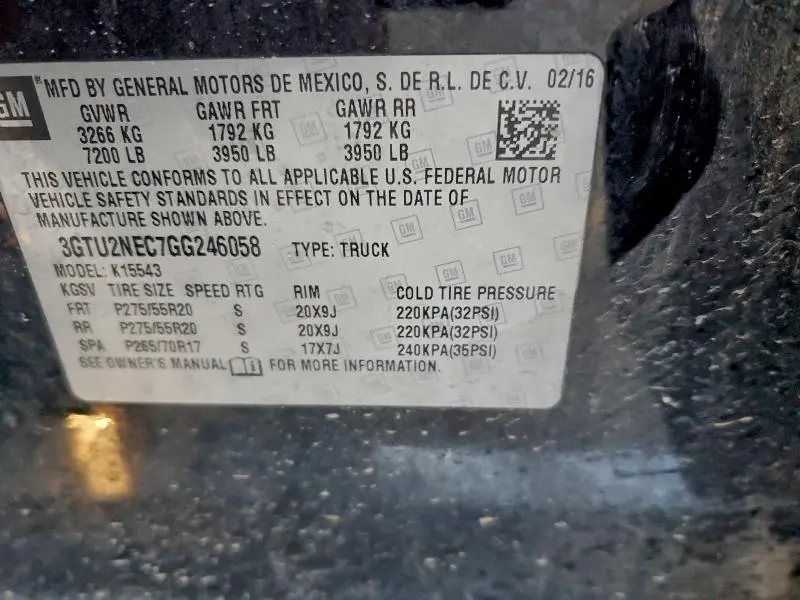 GM
® MFD BY GENERAL MOTORS DE MEXICO, S. DE R.L. DE C.V. 02/16
GVWR GAWR FRT GAWR RR
3266 KG 1792 KG 1792 KG
7200 LB 3950 LB 3950 LB
THIS VEHICLE CONFORMS TO ALL APPLICABLE U.S. FEDERAL MOTOR
VEHICLE SAFETY STANDARDS IN EFFECT ON THE DATE OF
MANUFACTURE SHOWN ABOVE.
3GTU2NEC7GG246058 TYPE: TRUCK
MODEL: K15543
KGSV TIRE SIZE SPEED RTG RIM COLD TIRE PRESSURE
FRT P275/55R20 S 20X9J 220KPA(32PSI)
RR P275/55R20 S 20X9J 220KPA(32PSI)
SPA P265/70R17 S 17X7J 240KPA(35PSI)
SEE OWNER'S MANUAL FOR MORE INFORMATION.